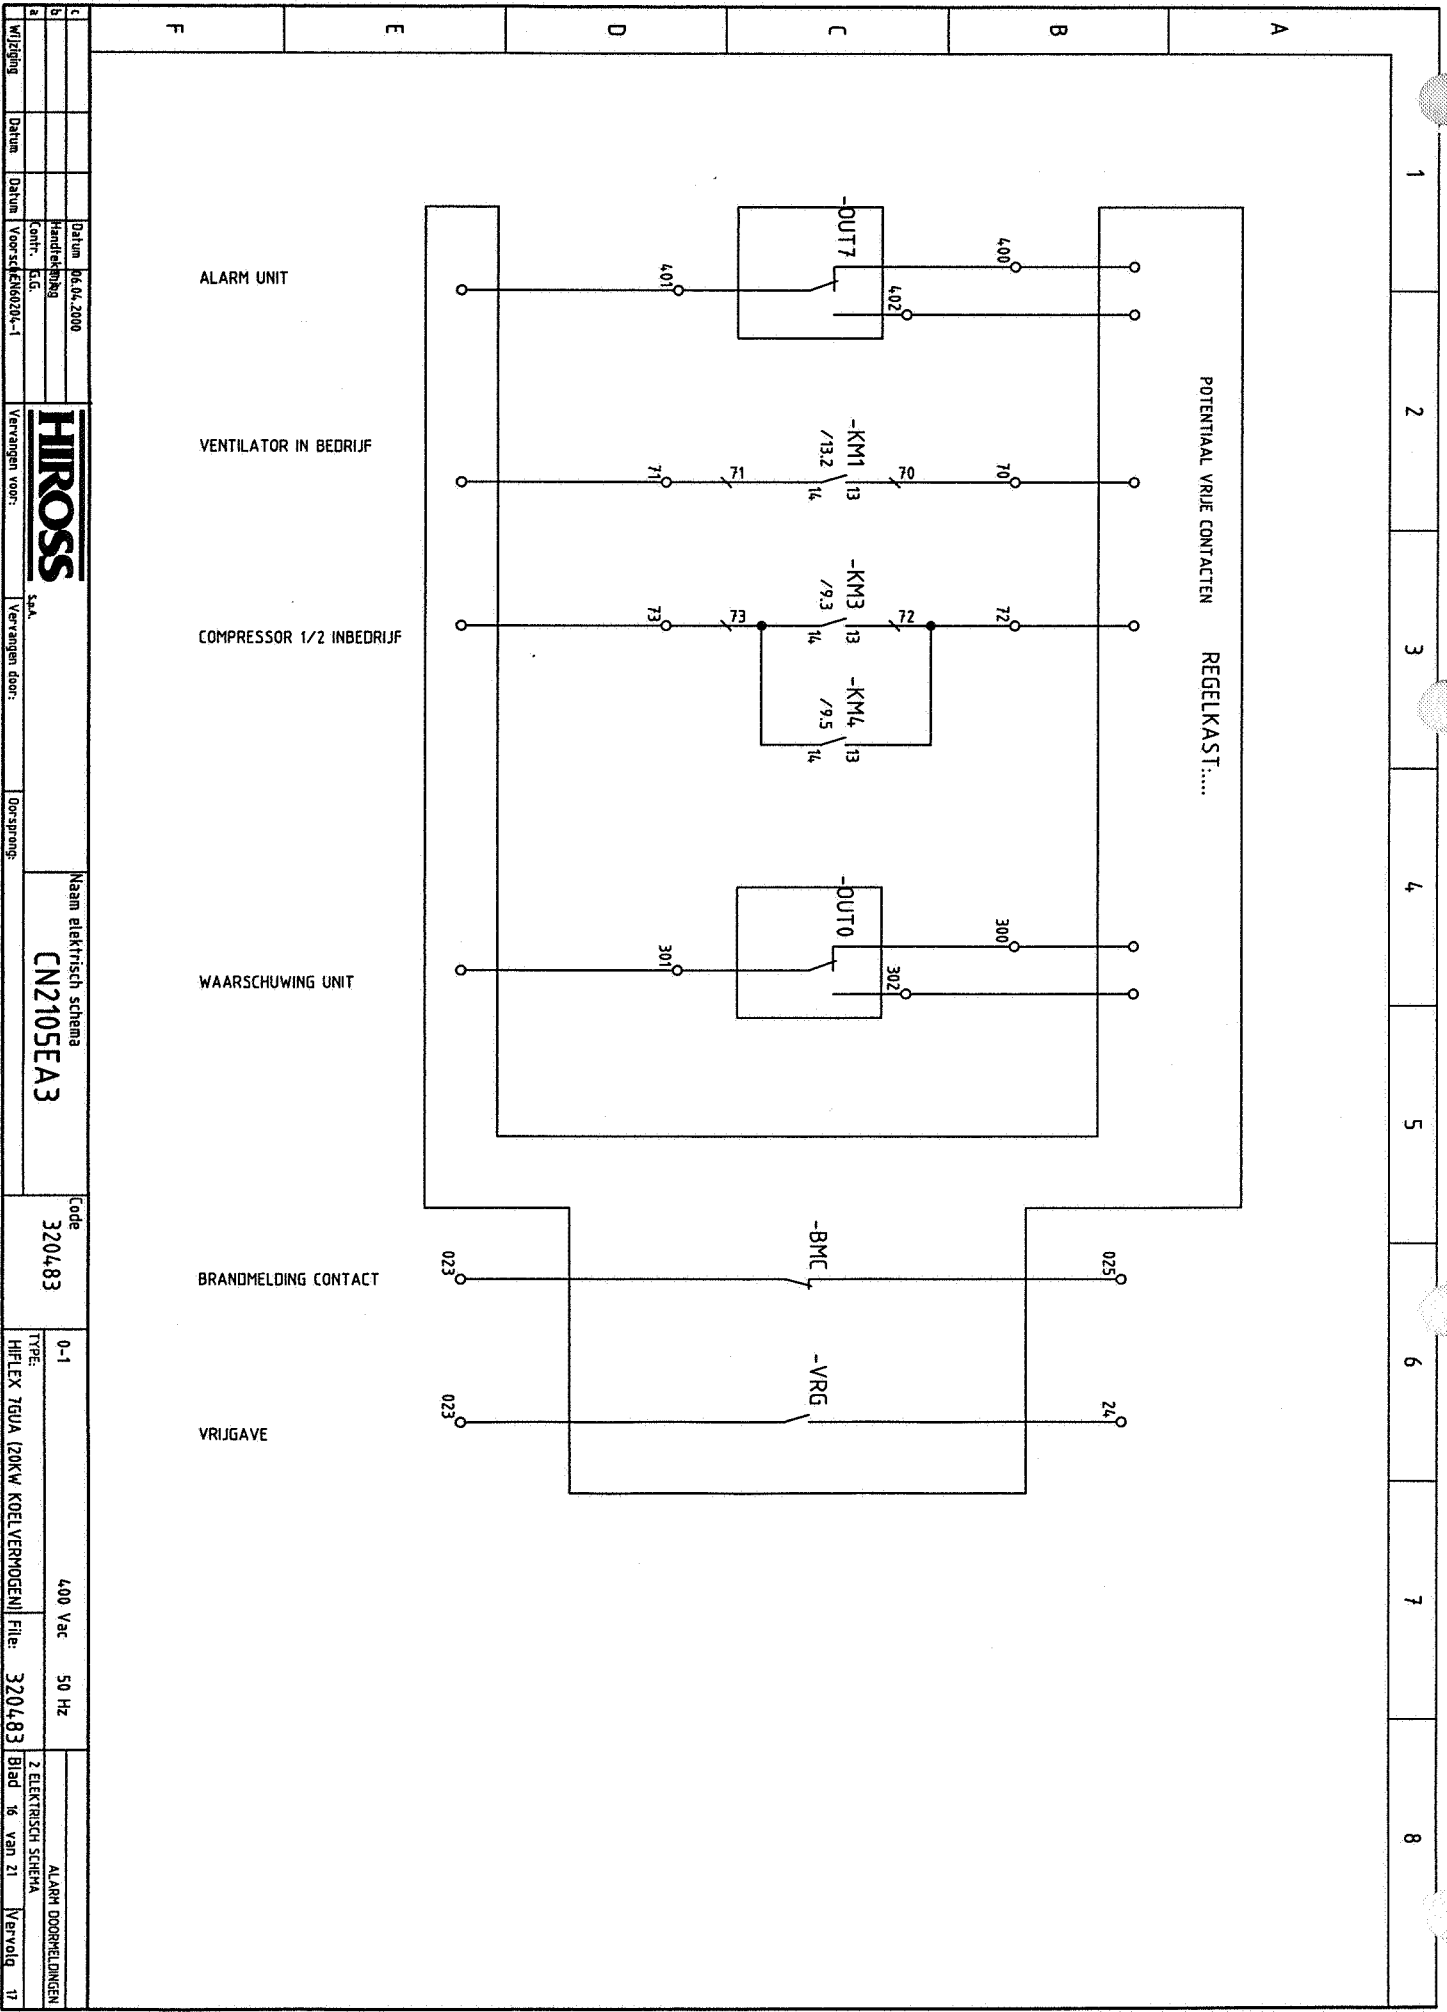 1 2 3 4 5 6 7 8
A
B
C
D
E
F
POTENTIAAL VRIJE CONTACTEN REGELKAST:.....
400
402
-OUT7
401
ALARM UNIT
70
70
-KM1
/13.2
13
14
71
71
VENTILATOR IN BEDRIJF
72
72
-KM3
/9.3
13
14
-KM4
/9.5
13
14
73
73
COMPRESSOR 1/2 INBEDRIJF
300
302
-OUT0
301
WAARSCHUWING UNIT
025
-BMC
023
BRANDMELDING CONTACT
24
-VRG
023
VRIJGAVE
c
b
a
Wijziging
Datum
Datum
Datum 06.04.2000
Contr. G.G.
EN60204-1
HIROSS
S.p.A.
Vervangen voor:
Vervangen door:
Oorsprong:
Naam elektrisch schema
CN2105EA3
Code
320483
0-1
400 Vac 50 Hz
TYPE:
HIFLEX 7GUA (20KW KOELVERMOGEN)
File: 320483
ALARM DOORMELDINGEN
2 ELEKTRISCH SCHEMA
Blad 16 van 21
Vervolg 17